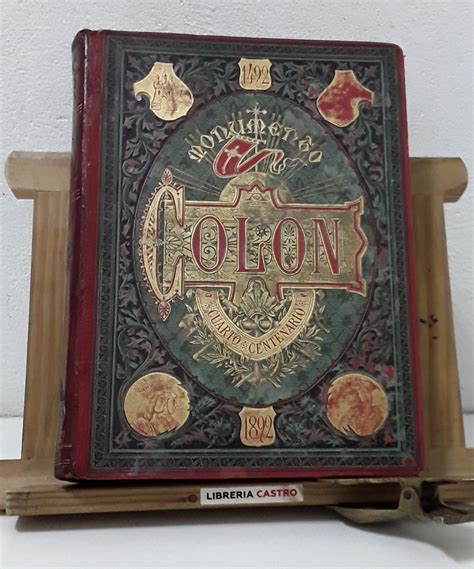 1492
MONUMENTO
A
COLON
CUARTO CENTENARIO
1892
LIBRERIA CASTRO